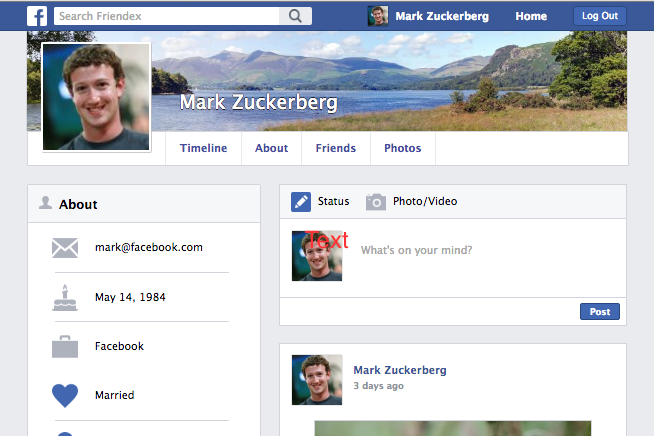 f Search Friendex Mark Zuckerberg Home Log Out
Mark Zuckerberg
Timeline About Friends Photos
About
mark@facebook.com
May 14, 1984
Facebook
Married
Status Photo/Video
Text
What's on your mind?
Post
Mark Zuckerberg
3 days ago